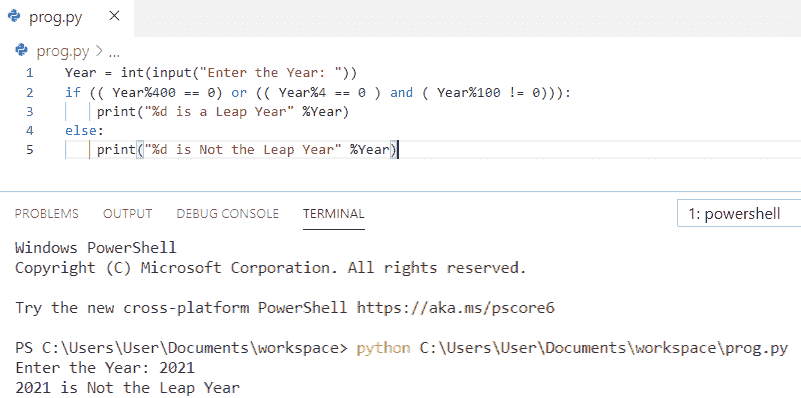 prog.py ×
prog.py > ...
1 Year = int(input("Enter the Year: "))
2 if (( Year%400 == 0) or (( Year%4 == 0 ) and ( Year%100 != 0))):
3 print("%d is a Leap Year" %Year)
4 else:
5 print("%d is Not the Leap Year" %Year)
PROBLEMS OUTPUT DEBUG CONSOLE TERMINAL 1: powershell
Windows PowerShell
Copyright (C) Microsoft Corporation. All rights reserved.
Try the new cross-platform PowerShell https://aka.ms/pscore6
PS C:\Users\User\Documents\workspace> python C:\Users\User\Documents\workspace\prog.py
Enter the Year: 2021
2021 is Not the Leap Year